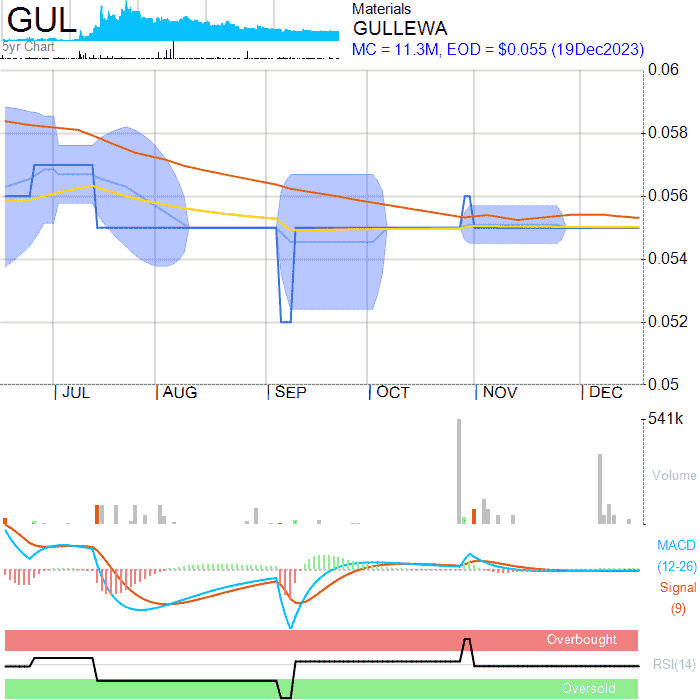 GUL
5yr Chart
Materials
GULLEWA
MC = 11.3M, EOD = $0.055 (19Dec2023)
0.06
0.058
0.056
0.054
0.052
0.05
JUL AUG SEP OCT NOV DEC
541k
Volume
MACD
(12-26)
Signal
(9)
Overbought
RSI(14)
Oversold